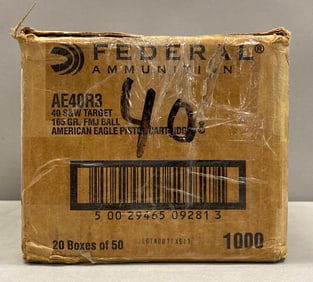 FEDERAL®
AMMUNITION
AE40R3
40 S&W TARGET
165 GR. FMJ BALL
AMERICAN EAGLE PISTOL CARTRIDGES
40
5 00 29465 09281 3
20 Boxes of 50
1000